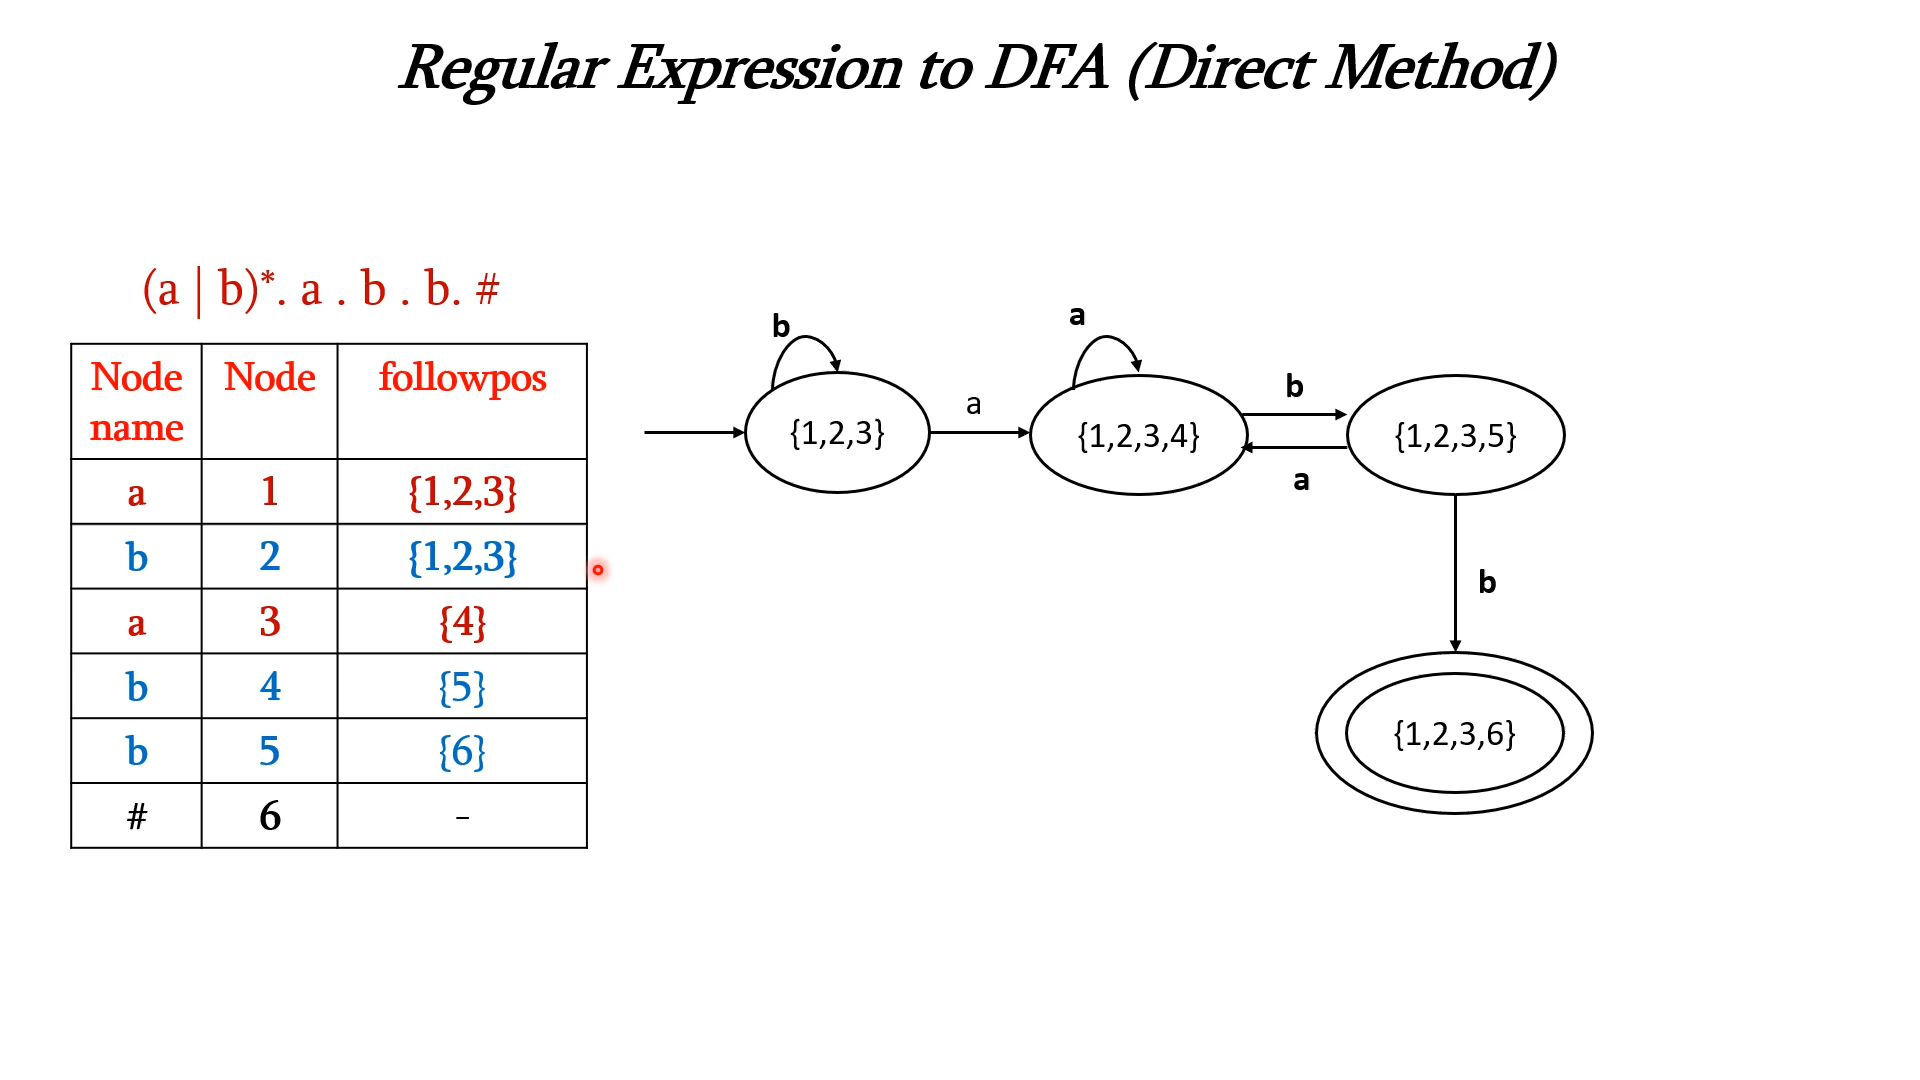 Regular Expression to DFA (Direct Method)
(a | b)*. a . b . b. #
Node name Node followpos
a 1 {1,2,3}
b 2 {1,2,3}
a 3 {4}
b 4 {5}
b 5 {6}
# 6 -
b
a
a
b
{1,2,3}
{1,2,3,4}
{1,2,3,5}
a
b
{1,2,3,6}